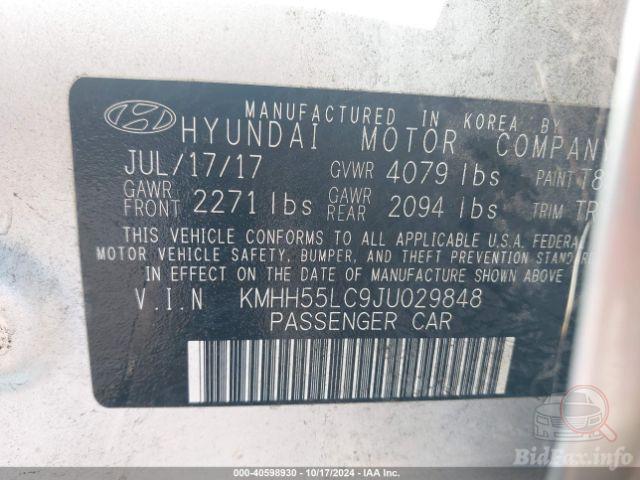 MANUFACTURED IN KOREA BY
HYUNDAI MOTOR COMPANY
JUL/17/17 GVWR 4079 lbs PAINT T8
GAWR FRONT 2271 lbs GAWR REAR 2094 lbs TRIM TR
THIS VEHICLE CONFORMS TO ALL APPLICABLE U.S.A. FEDERAL
MOTOR VEHICLE SAFETY, BUMPER, AND THEFT PREVENTION STANDA
IN EFFECT ON THE DATE OF MANUFACTURE SHOWN ABOVE.
V.I.N KMHH55LC9JU029848
PASSENGER CAR
BidFax.info
000-40598930 - 10/17/2024 - IAA Inc.